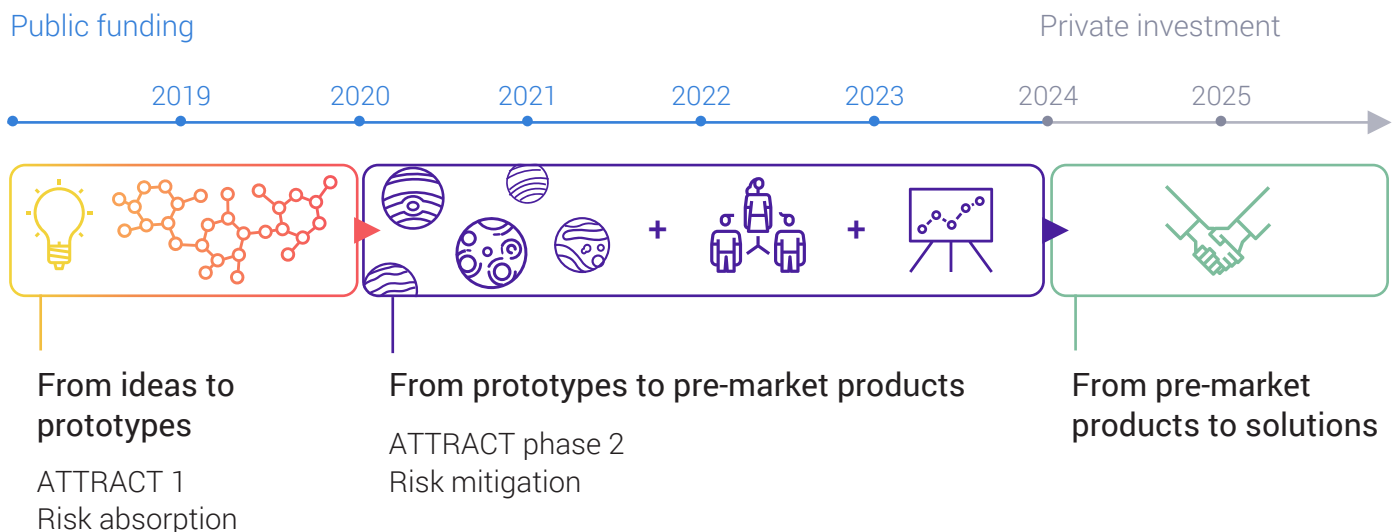 Public funding
Private investment
2019 2020 2021 2022 2023 2024 2025
+ +
From ideas to
prototypes
ATTRACT 1
Risk absorption
From prototypes to pre-market products
ATTRACT phase 2
Risk mitigation
From pre-market
products to solutions